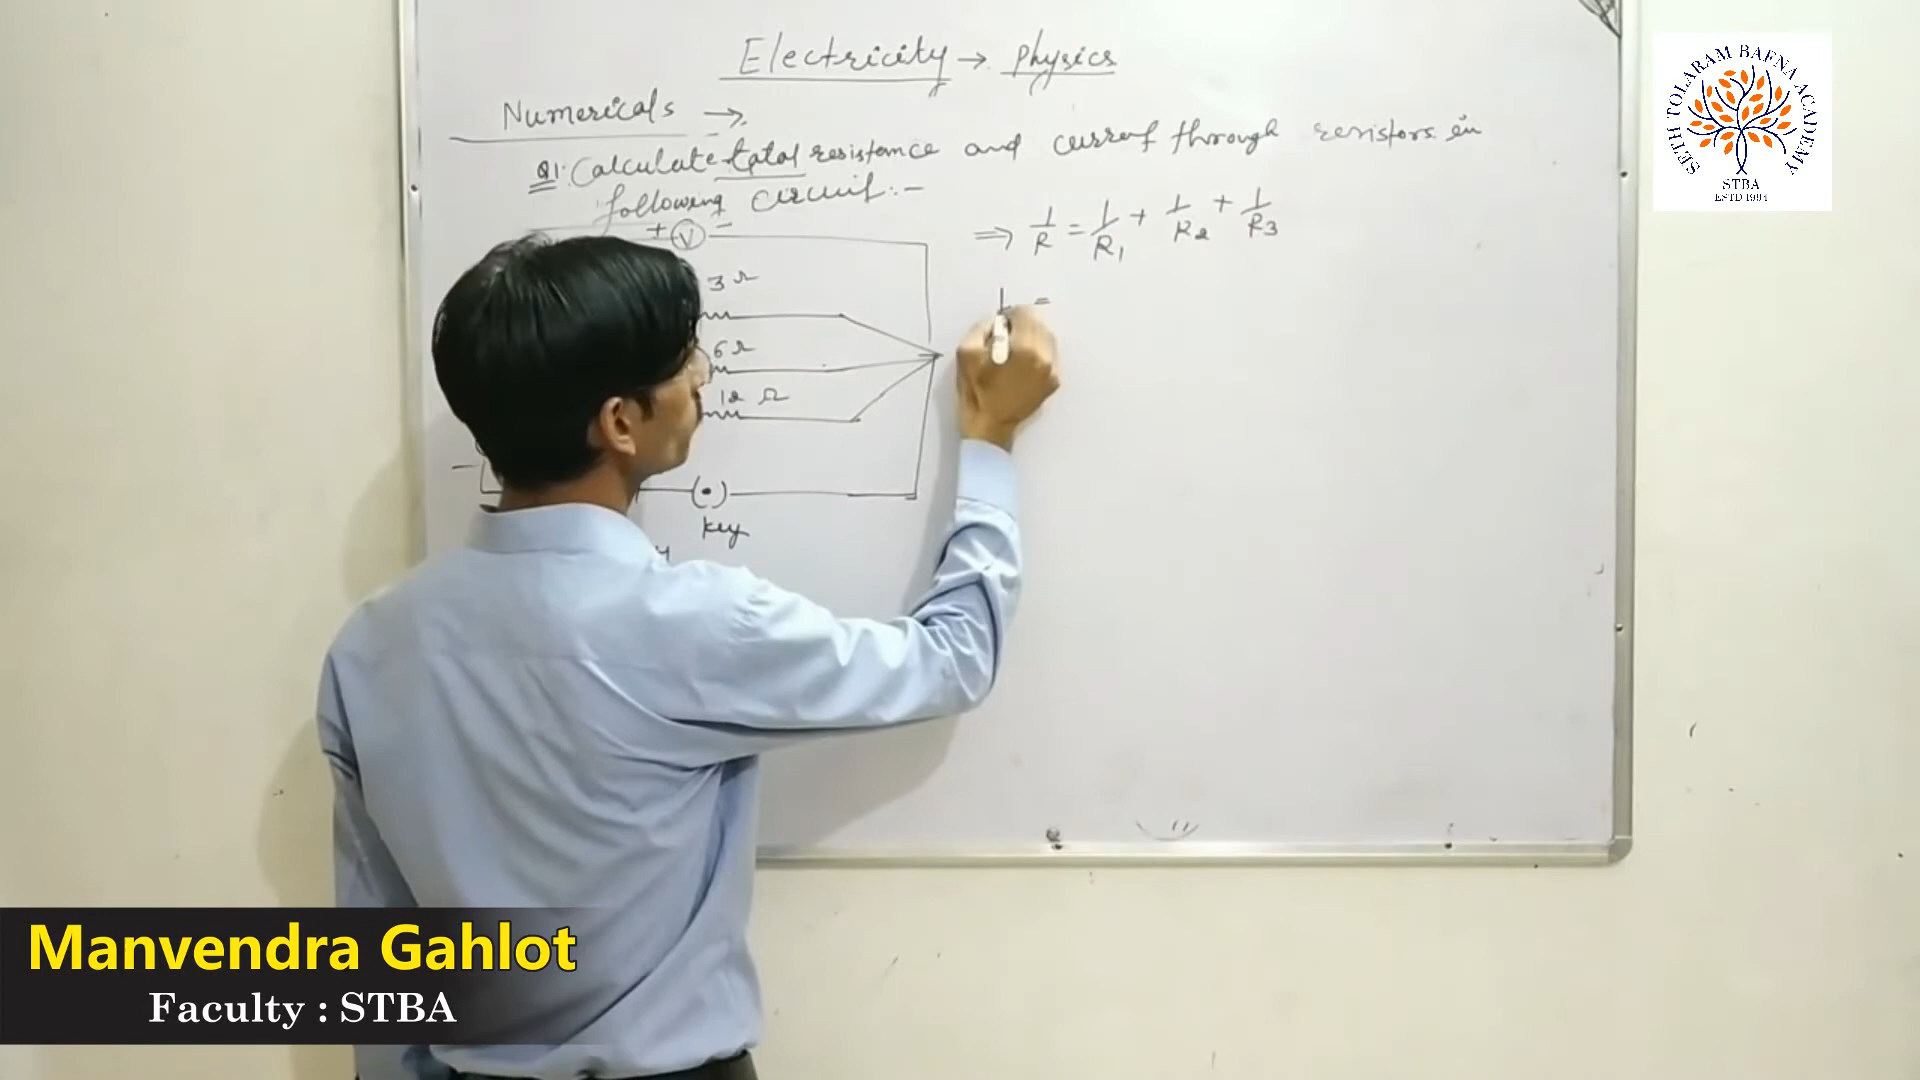 Electricity → Physics
Numericals →
Q1. Calculate total resistance and current through resistors in
following circuit:-
+ V -
⇒ 1/R = 1/R1 + 1/R2 + 1/R3
3 Ω
1 =
6 Ω
12 Ω
(•)
key
SETH TOLARAM BAFNA ACADEMY
STBA
ESTD 1994
Manvendra Gahlot
Faculty : STBA